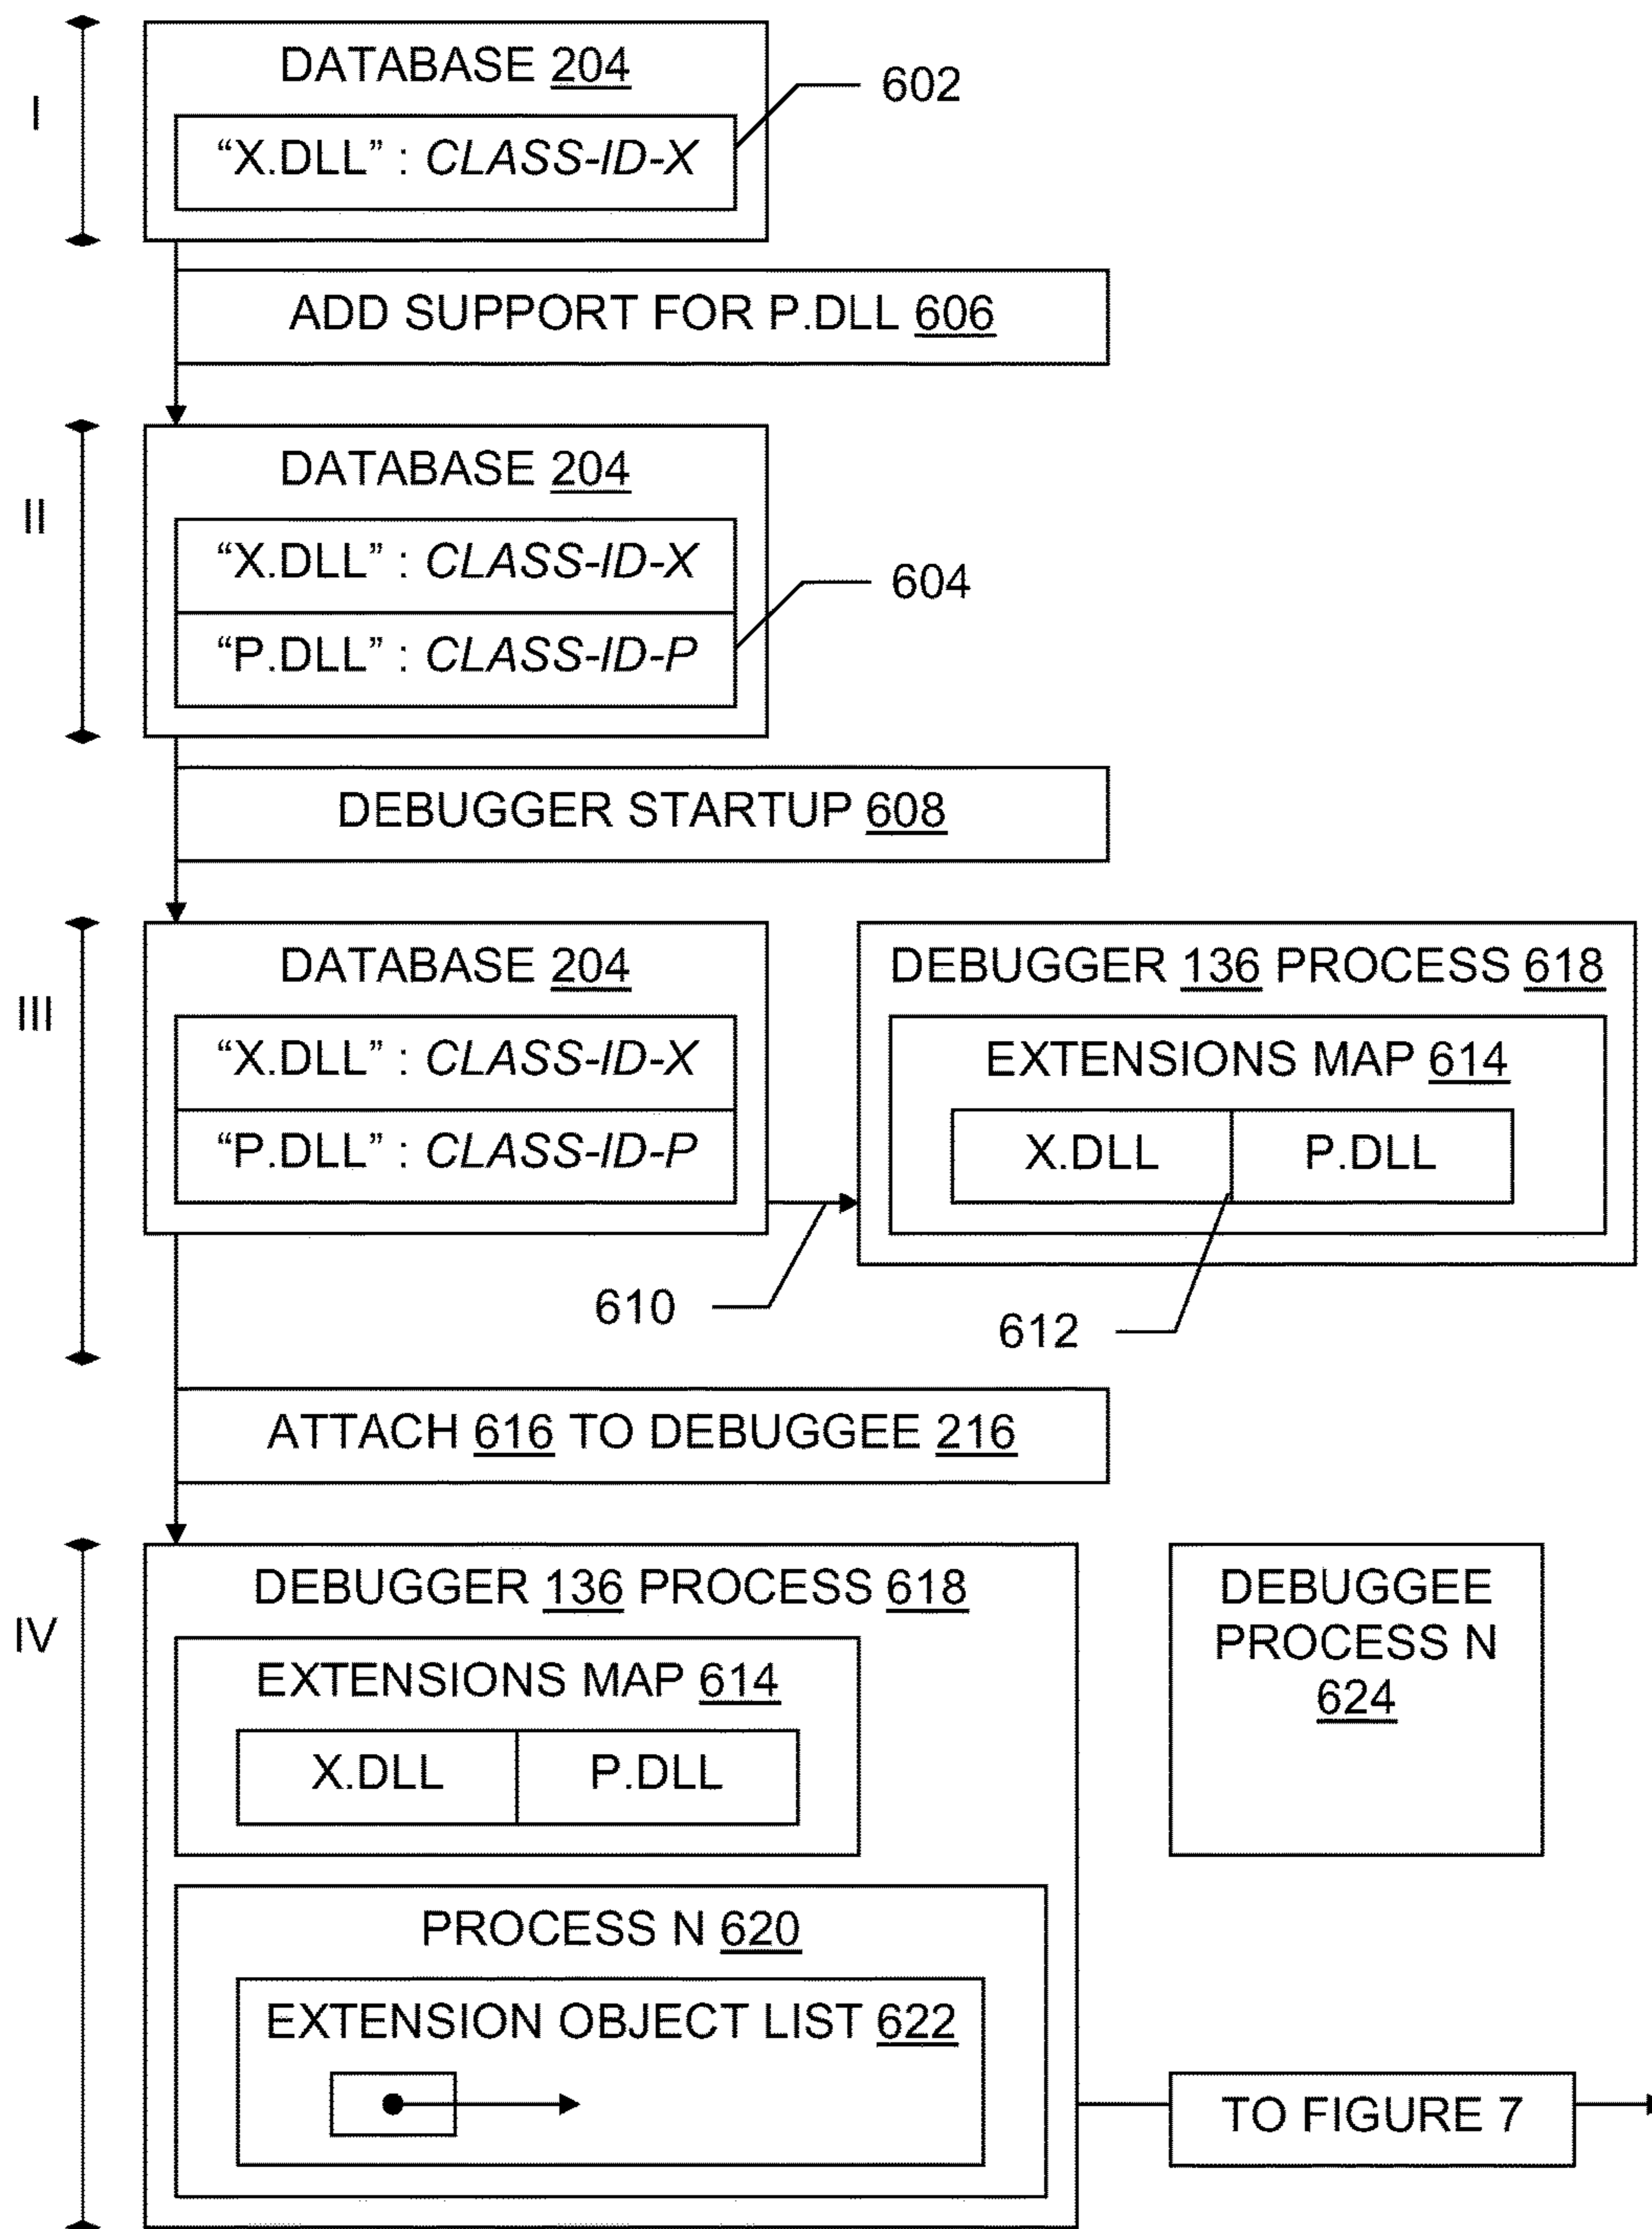 I
DATABASE 204
602
“X.DLL” : CLASS-ID-X
ADD SUPPORT FOR P.DLL 606
II
DATABASE 204
“X.DLL” : CLASS-ID-X
604
“P.DLL” : CLASS-ID-P
DEBUGGER STARTUP 608
III
DATABASE 204
“X.DLL” : CLASS-ID-X
“P.DLL” : CLASS-ID-P
DEBUGGER 136 PROCESS 618
EXTENSIONS MAP 614
X.DLL
P.DLL
610
612
ATTACH 616 TO DEBUGGEE 216
IV
DEBUGGER 136 PROCESS 618
EXTENSIONS MAP 614
X.DLL
P.DLL
DEBUGGEE
PROCESS N
624
PROCESS N 620
EXTENSION OBJECT LIST 622
TO FIGURE 7